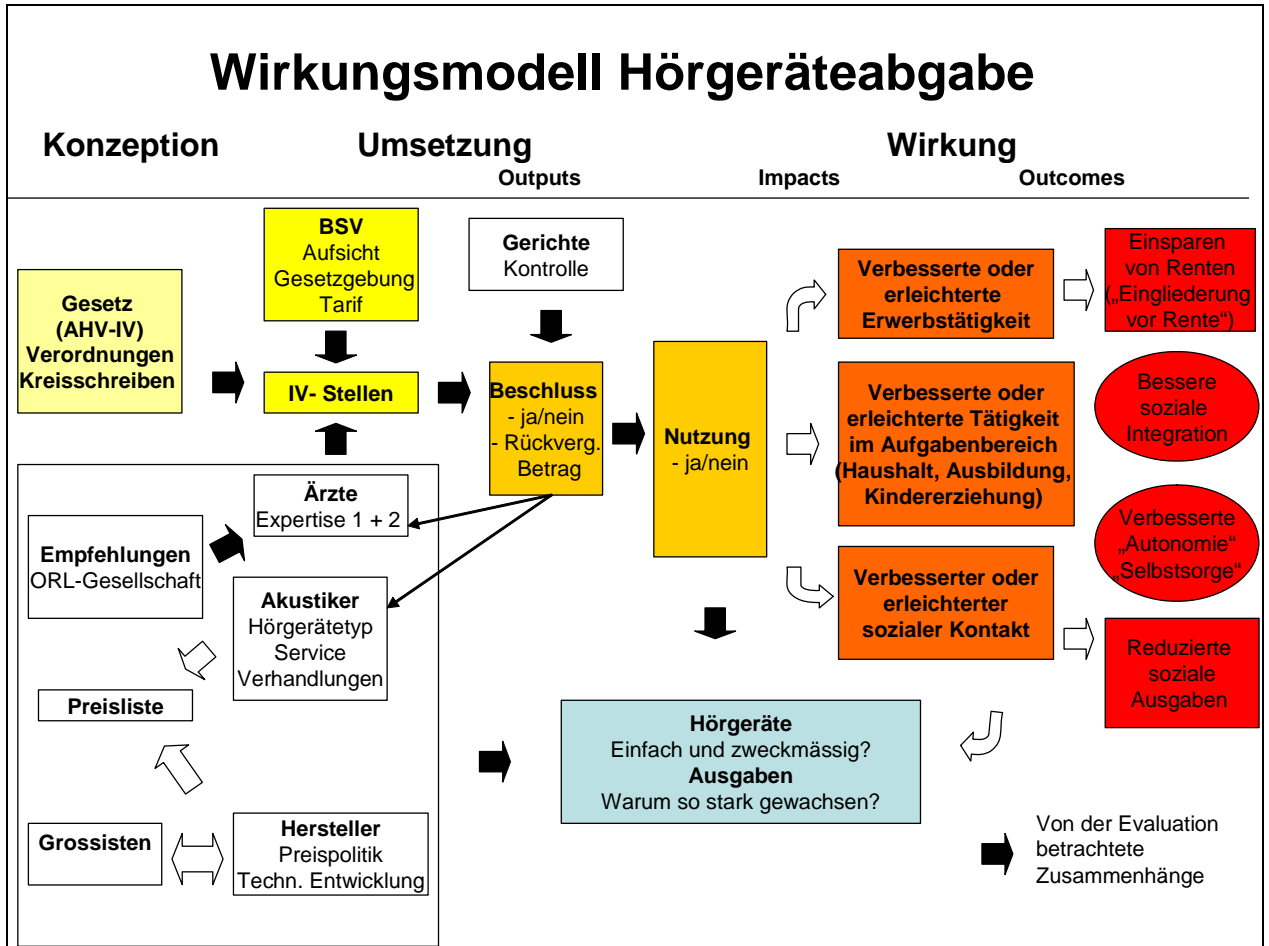 Wirkungsmodell Hörgeräteabgabe
Konzeption
Umsetzung
Wirkung
Outputs
Impacts
Outcomes
Gesetz
(AHV-IV)
Verordnungen
Kreisschreiben
BSV
Aufsicht
Gesetzgebung
Tarif
IV- Stellen
Gerichte
Kontrolle
Beschluss
- ja/nein
- Rückverg.
Betrag
Nutzung
- ja/nein
Verbesserte oder
erleichterte
Erwerbstätigkeit
Einsparen
von Renten
(„Eingliederung
vor Rente“)
Verbesserte oder
erleichterte Tätigkeit
im Aufgabenbereich
(Haushalt, Ausbildung,
Kindererziehung)
Bessere
soziale
Integration
Verbesserte
„Autonomie“
„Selbstsorge“
Verbesserter oder
erleichterter
sozialer Kontakt
Reduzierte
soziale
Ausgaben
Ärzte
Expertise 1 + 2
Empfehlungen
ORL-Gesellschaft
Akustiker
Hörgerätetyp
Service
Verhandlungen
Preisliste
Grossisten
Hersteller
Preispolitik
Techn. Entwicklung
Hörgeräte
Einfach und zweckmässig?
Ausgaben
Warum so stark gewachsen?
Von der Evaluation
betrachtete
Zusammenhänge